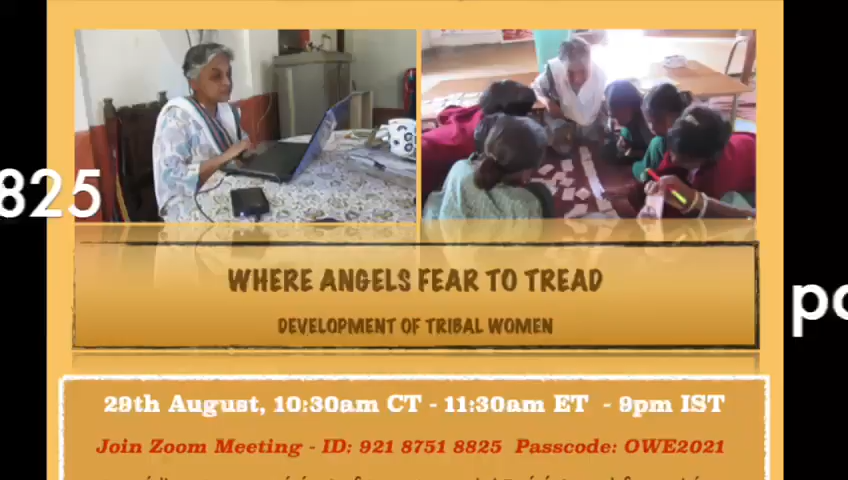 825
WHERE ANGELS FEAR TO TREAD
DEVELOPMENT OF TRIBAL WOMEN
po
29th August, 10:30am CT - 11:30am ET - 9pm IST
Join Zoom Meeting - ID: 921 8751 8825 Passcode: OWE2021